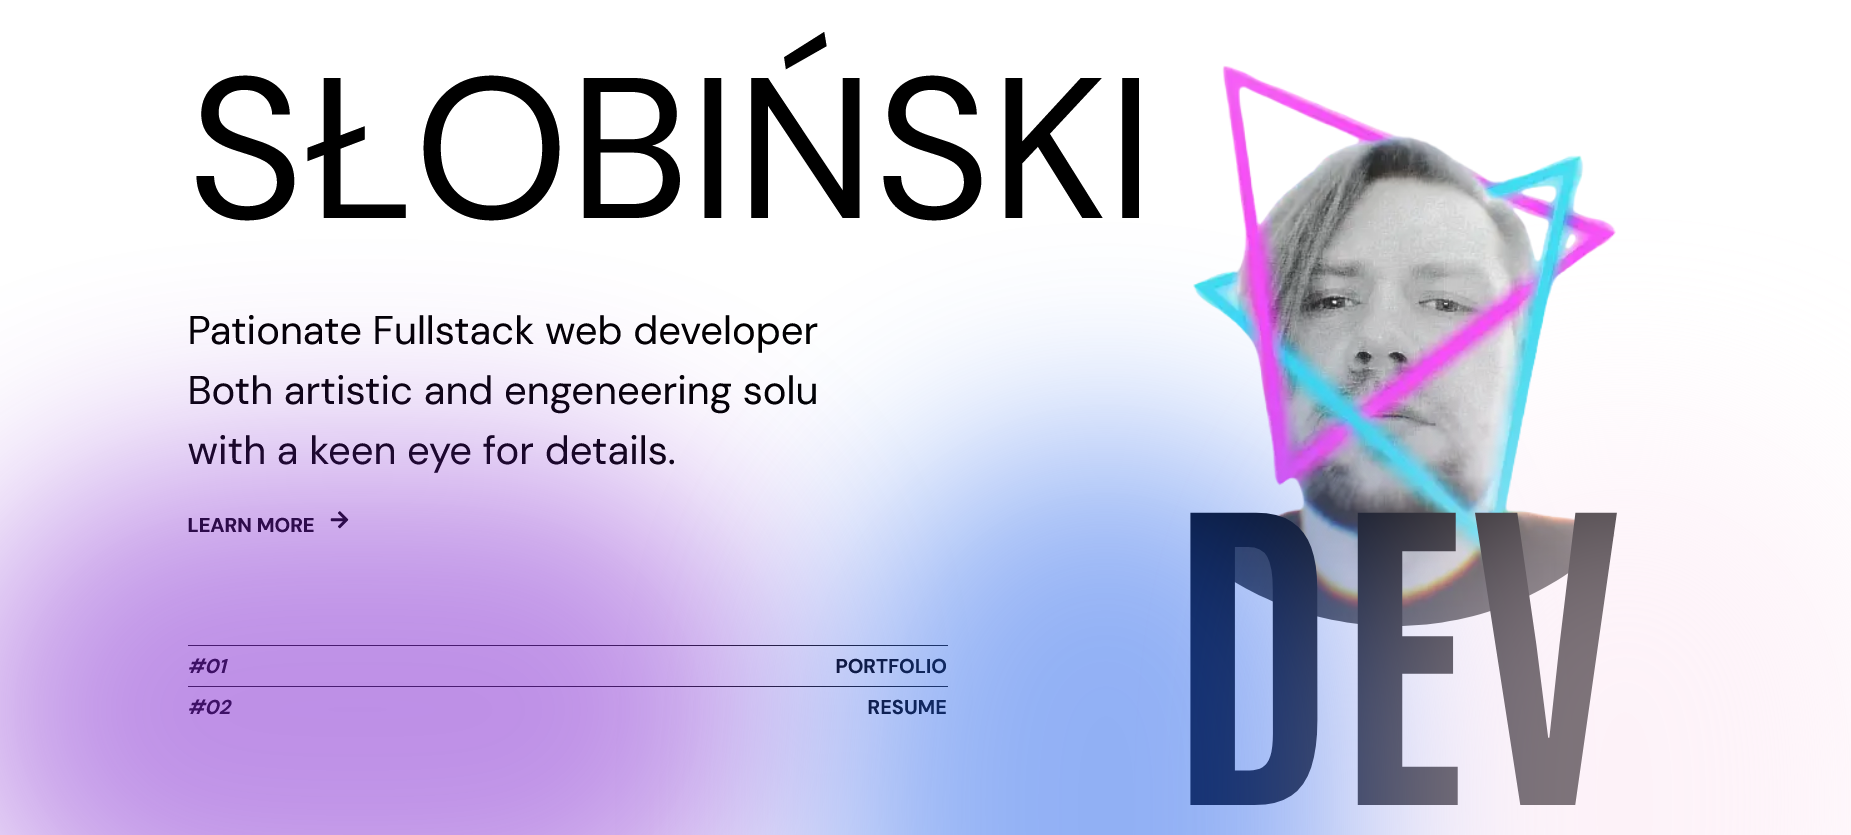 SŁOBIŃSKI
Pationate Fullstack web developer
Both artistic and engeneering solu
with a keen eye for details.
LEARN MORE →
#01 PORTFOLIO
#02 RESUME
DEV